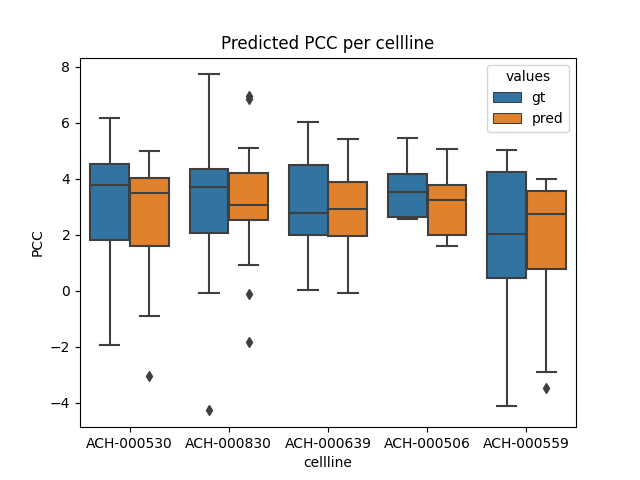 Predicted PCC per cellline
values
gt
pred
8
6
4
2
0
−2
−4
PCC
ACH-000530 ACH-000830 ACH-000639 ACH-000506 ACH-000559
cellline